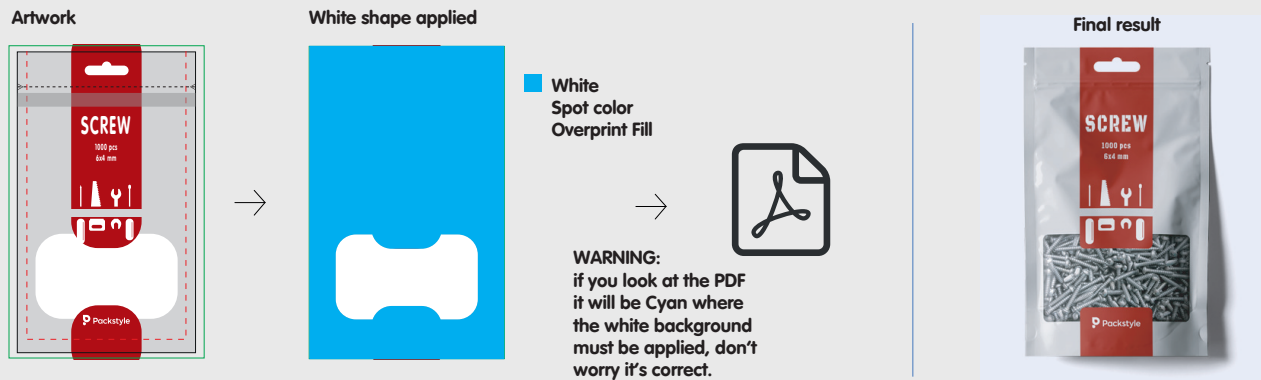 Artwork
SCREW
1000 pcs
6x4 mm
Packstyle
White shape applied
White
Spot color
Overprint Fill
WARNING:
if you look at the PDF
it will be Cyan where
the white background
must be applied, don't
worry it's correct.
Final result
SCREW
1000 pcs
6x4 mm
Packstyle